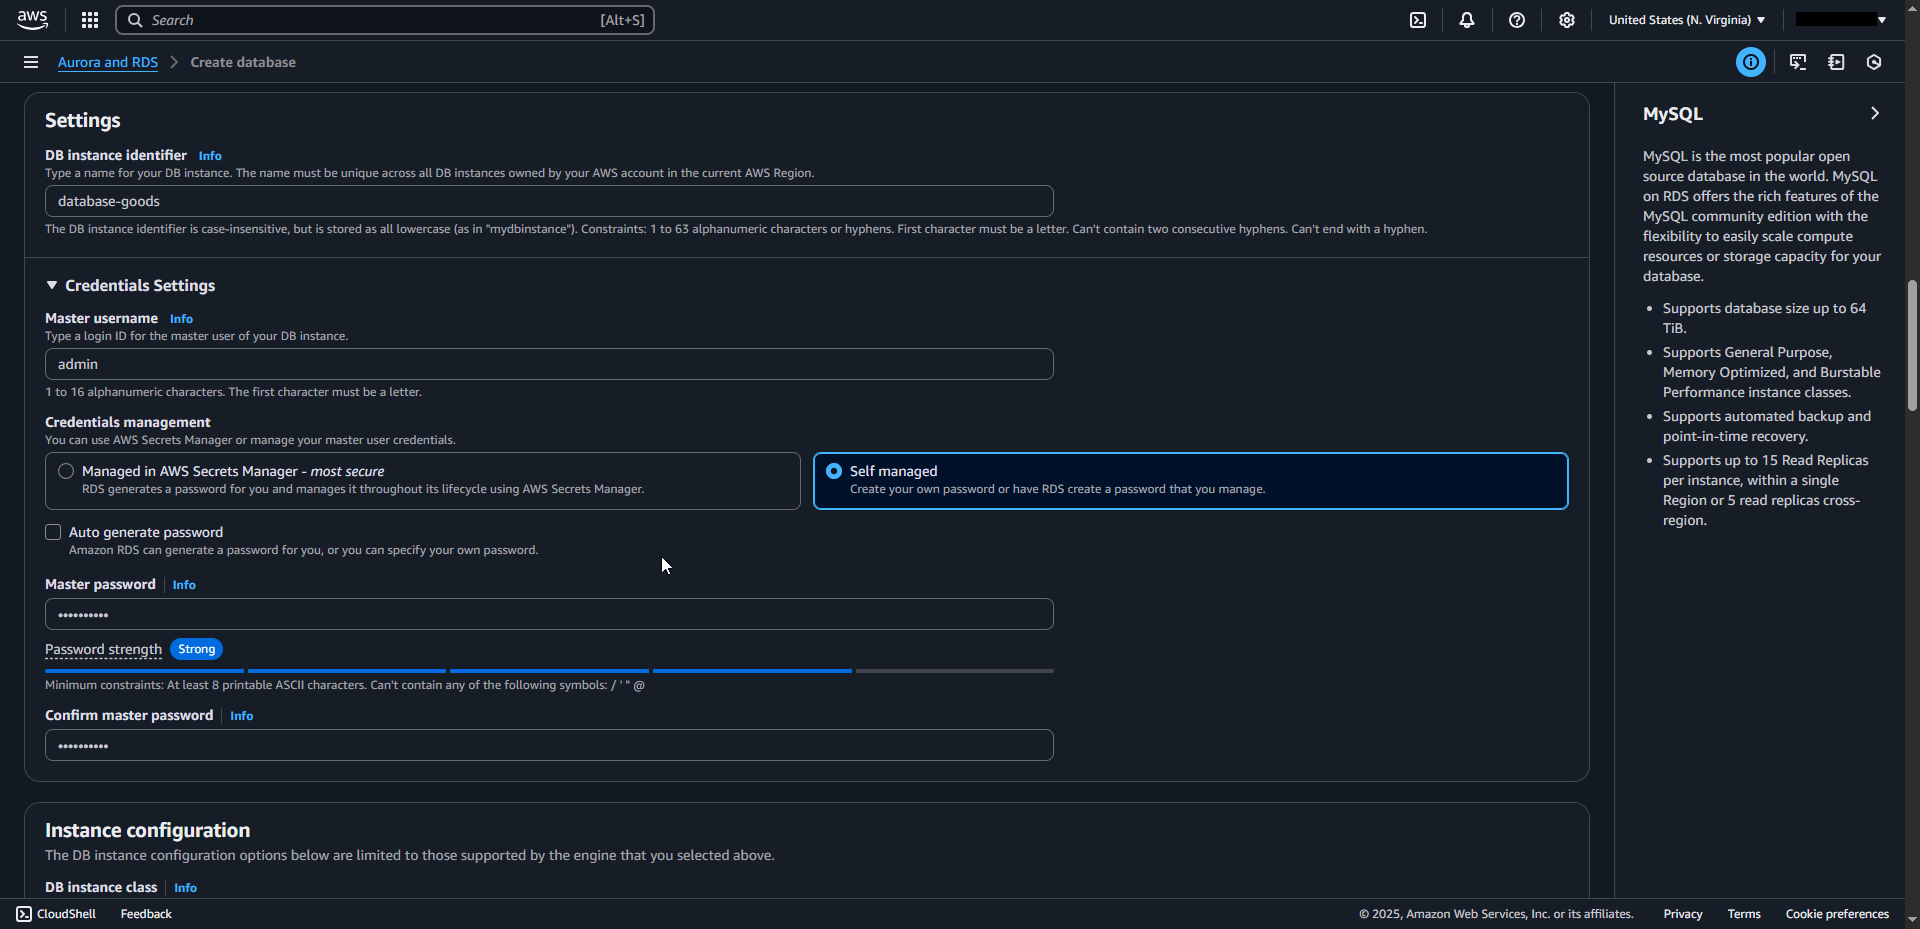 aws
Search
[Alt+S]
United States (N. Virginia)
Aurora and RDS
Create database
Settings
DB instance identifier
Info
Type a name for your DB instance. The name must be unique across all DB instances owned by your AWS account in the current AWS Region.
database-goods
The DB instance identifier is case-insensitive, but is stored as all lowercase (as in "mydbinstance"). Constraints: 1 to 63 alphanumeric characters or hyphens. First character must be a letter. Can't contain two consecutive hyphens. Can't end with a hyphen.
Credentials Settings
Master username
Info
Type a login ID for the master user of your DB instance.
admin
1 to 16 alphanumeric characters. The first character must be a letter.
Credentials management
You can use AWS Secrets Manager or manage your master user credentials.
Managed in AWS Secrets Manager - most secure
RDS generates a password for you and manages it throughout its lifecycle using AWS Secrets Manager.
Self managed
Create your own password or have RDS create a password that you manage.
Auto generate password
Amazon RDS can generate a password for you, or you can specify your own password.
Master password
Info
••••••••••
Password strength
Strong
Minimum constraints: At least 8 printable ASCII characters. Can't contain any of the following symbols: / ' " @
Confirm master password
Info
••••••••••
Instance configuration
The DB instance configuration options below are limited to those supported by the engine that you selected above.
DB instance class
Info
MySQL
MySQL is the most popular open
source database in the world. MySQL
on RDS offers the rich features of the
MySQL community edition with the
flexibility to easily scale compute
resources or storage capacity for your
database.
• Supports database size up to 64
TiB.
• Supports General Purpose,
Memory Optimized, and Burstable
Performance instance classes.
• Supports automated backup and
point-in-time recovery.
• Supports up to 15 Read Replicas
per instance, within a single
Region or 5 read replicas cross-
region.
CloudShell
Feedback
© 2025, Amazon Web Services, Inc. or its affiliates.
Privacy
Terms
Cookie preferences